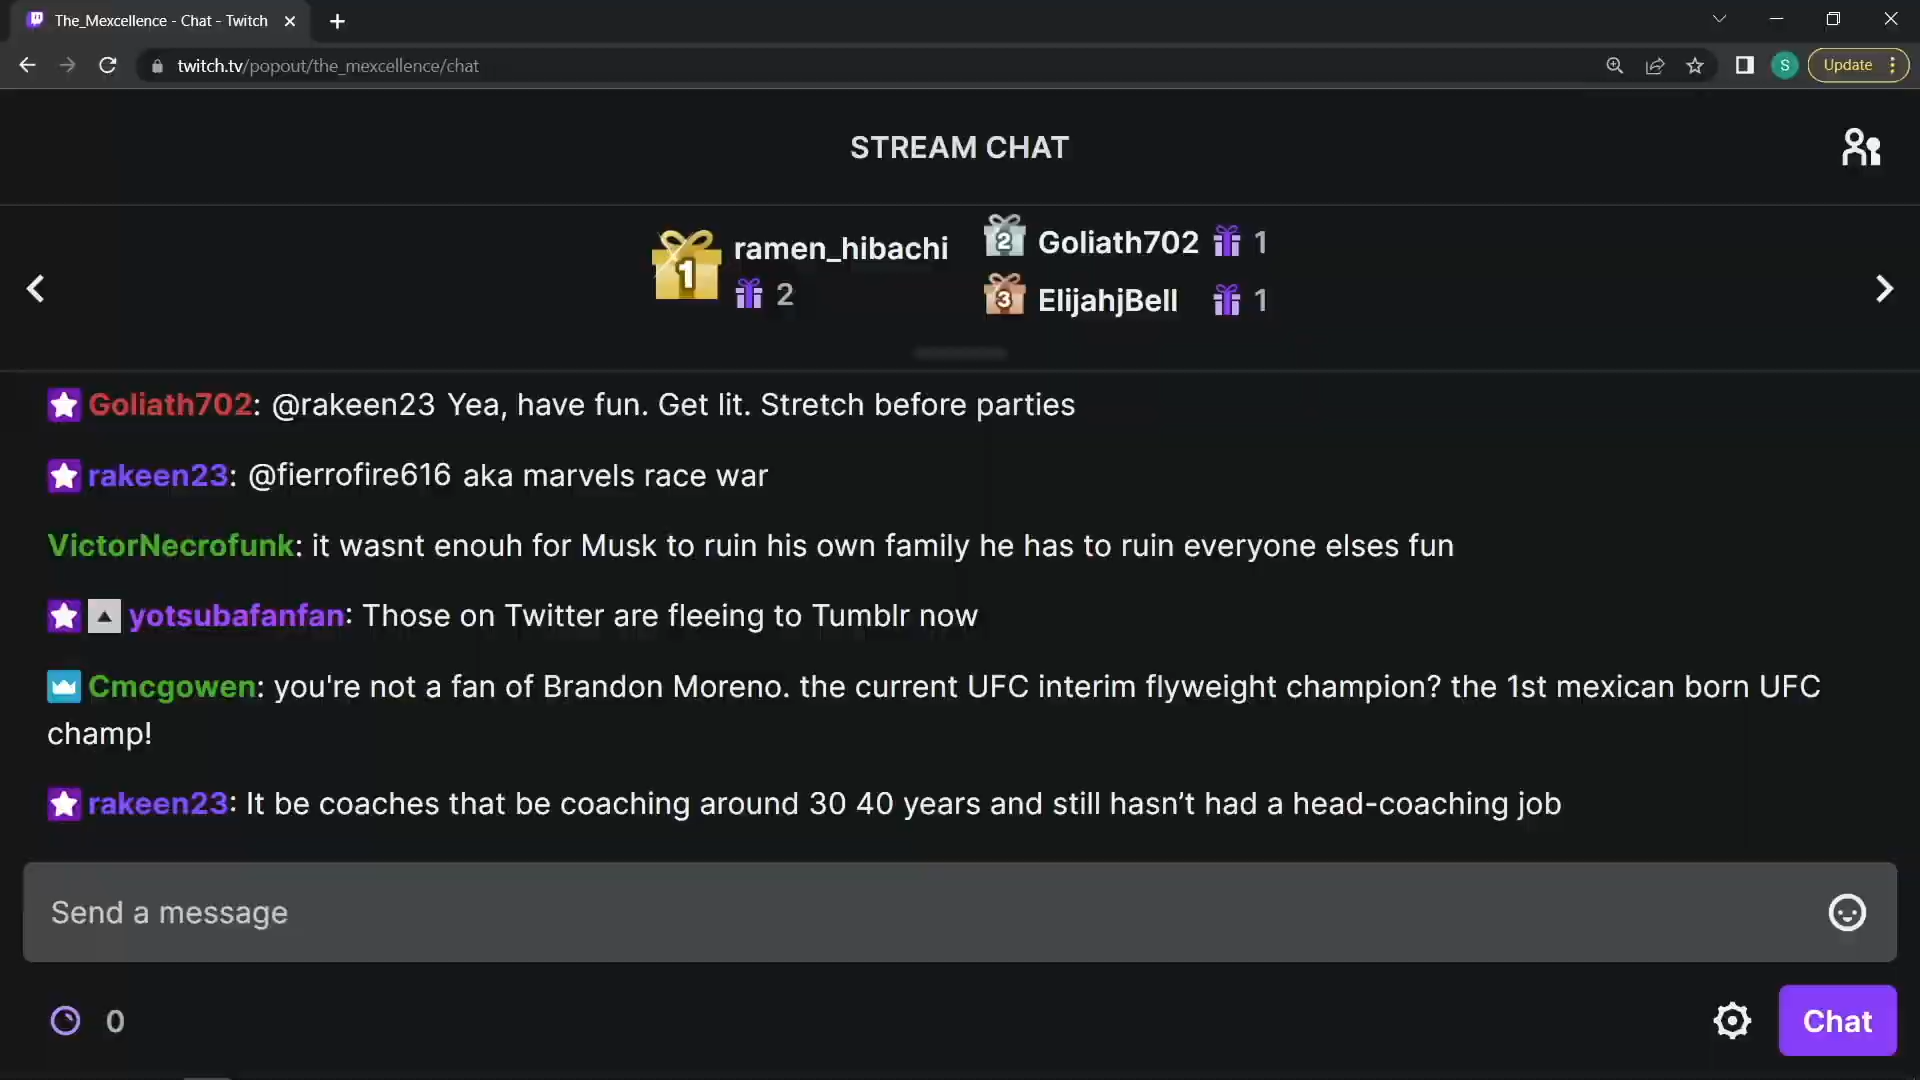 The_Mexcellence - Chat - Twitch
twitch.tv/popout/the_mexcellence/chat
S
Update
STREAM CHAT
1 ramen_hibachi
2
2 Goliath702 1
3 ElijahjBell 1
Goliath702: @rakeen23 Yea, have fun. Get lit. Stretch before parties
rakeen23: @fierrofire616 aka marvels race war
VictorNecrofunk: it wasnt enouh for Musk to ruin his own family he has to ruin everyone elses fun
yotsubafanfan: Those on Twitter are fleeing to Tumblr now
Cmcgowen: you're not a fan of Brandon Moreno. the current UFC interim flyweight champion? the 1st mexican born UFC
champ!
rakeen23: It be coaches that be coaching around 30 40 years and still hasn’t had a head-coaching job
Send a message
0
Chat